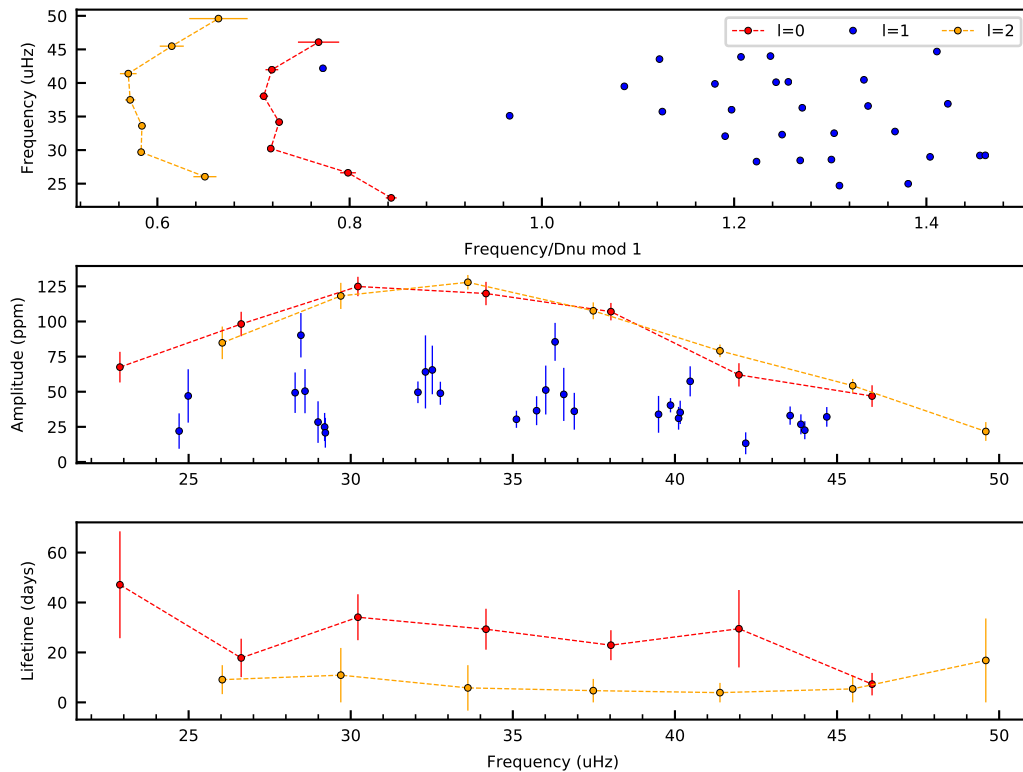 50
45
40
35
30
25
Frequency (uHz)
l=0 l=1 l=2
0.6 0.8 1.0 1.2 1.4
Frequency/Dnu mod 1
125
100
75
50
25
0
Amplitude (ppm)
25 30 35 40 45 50
60
40
20
0
Lifetime (days)
25 30 35 40 45 50
Frequency (uHz)